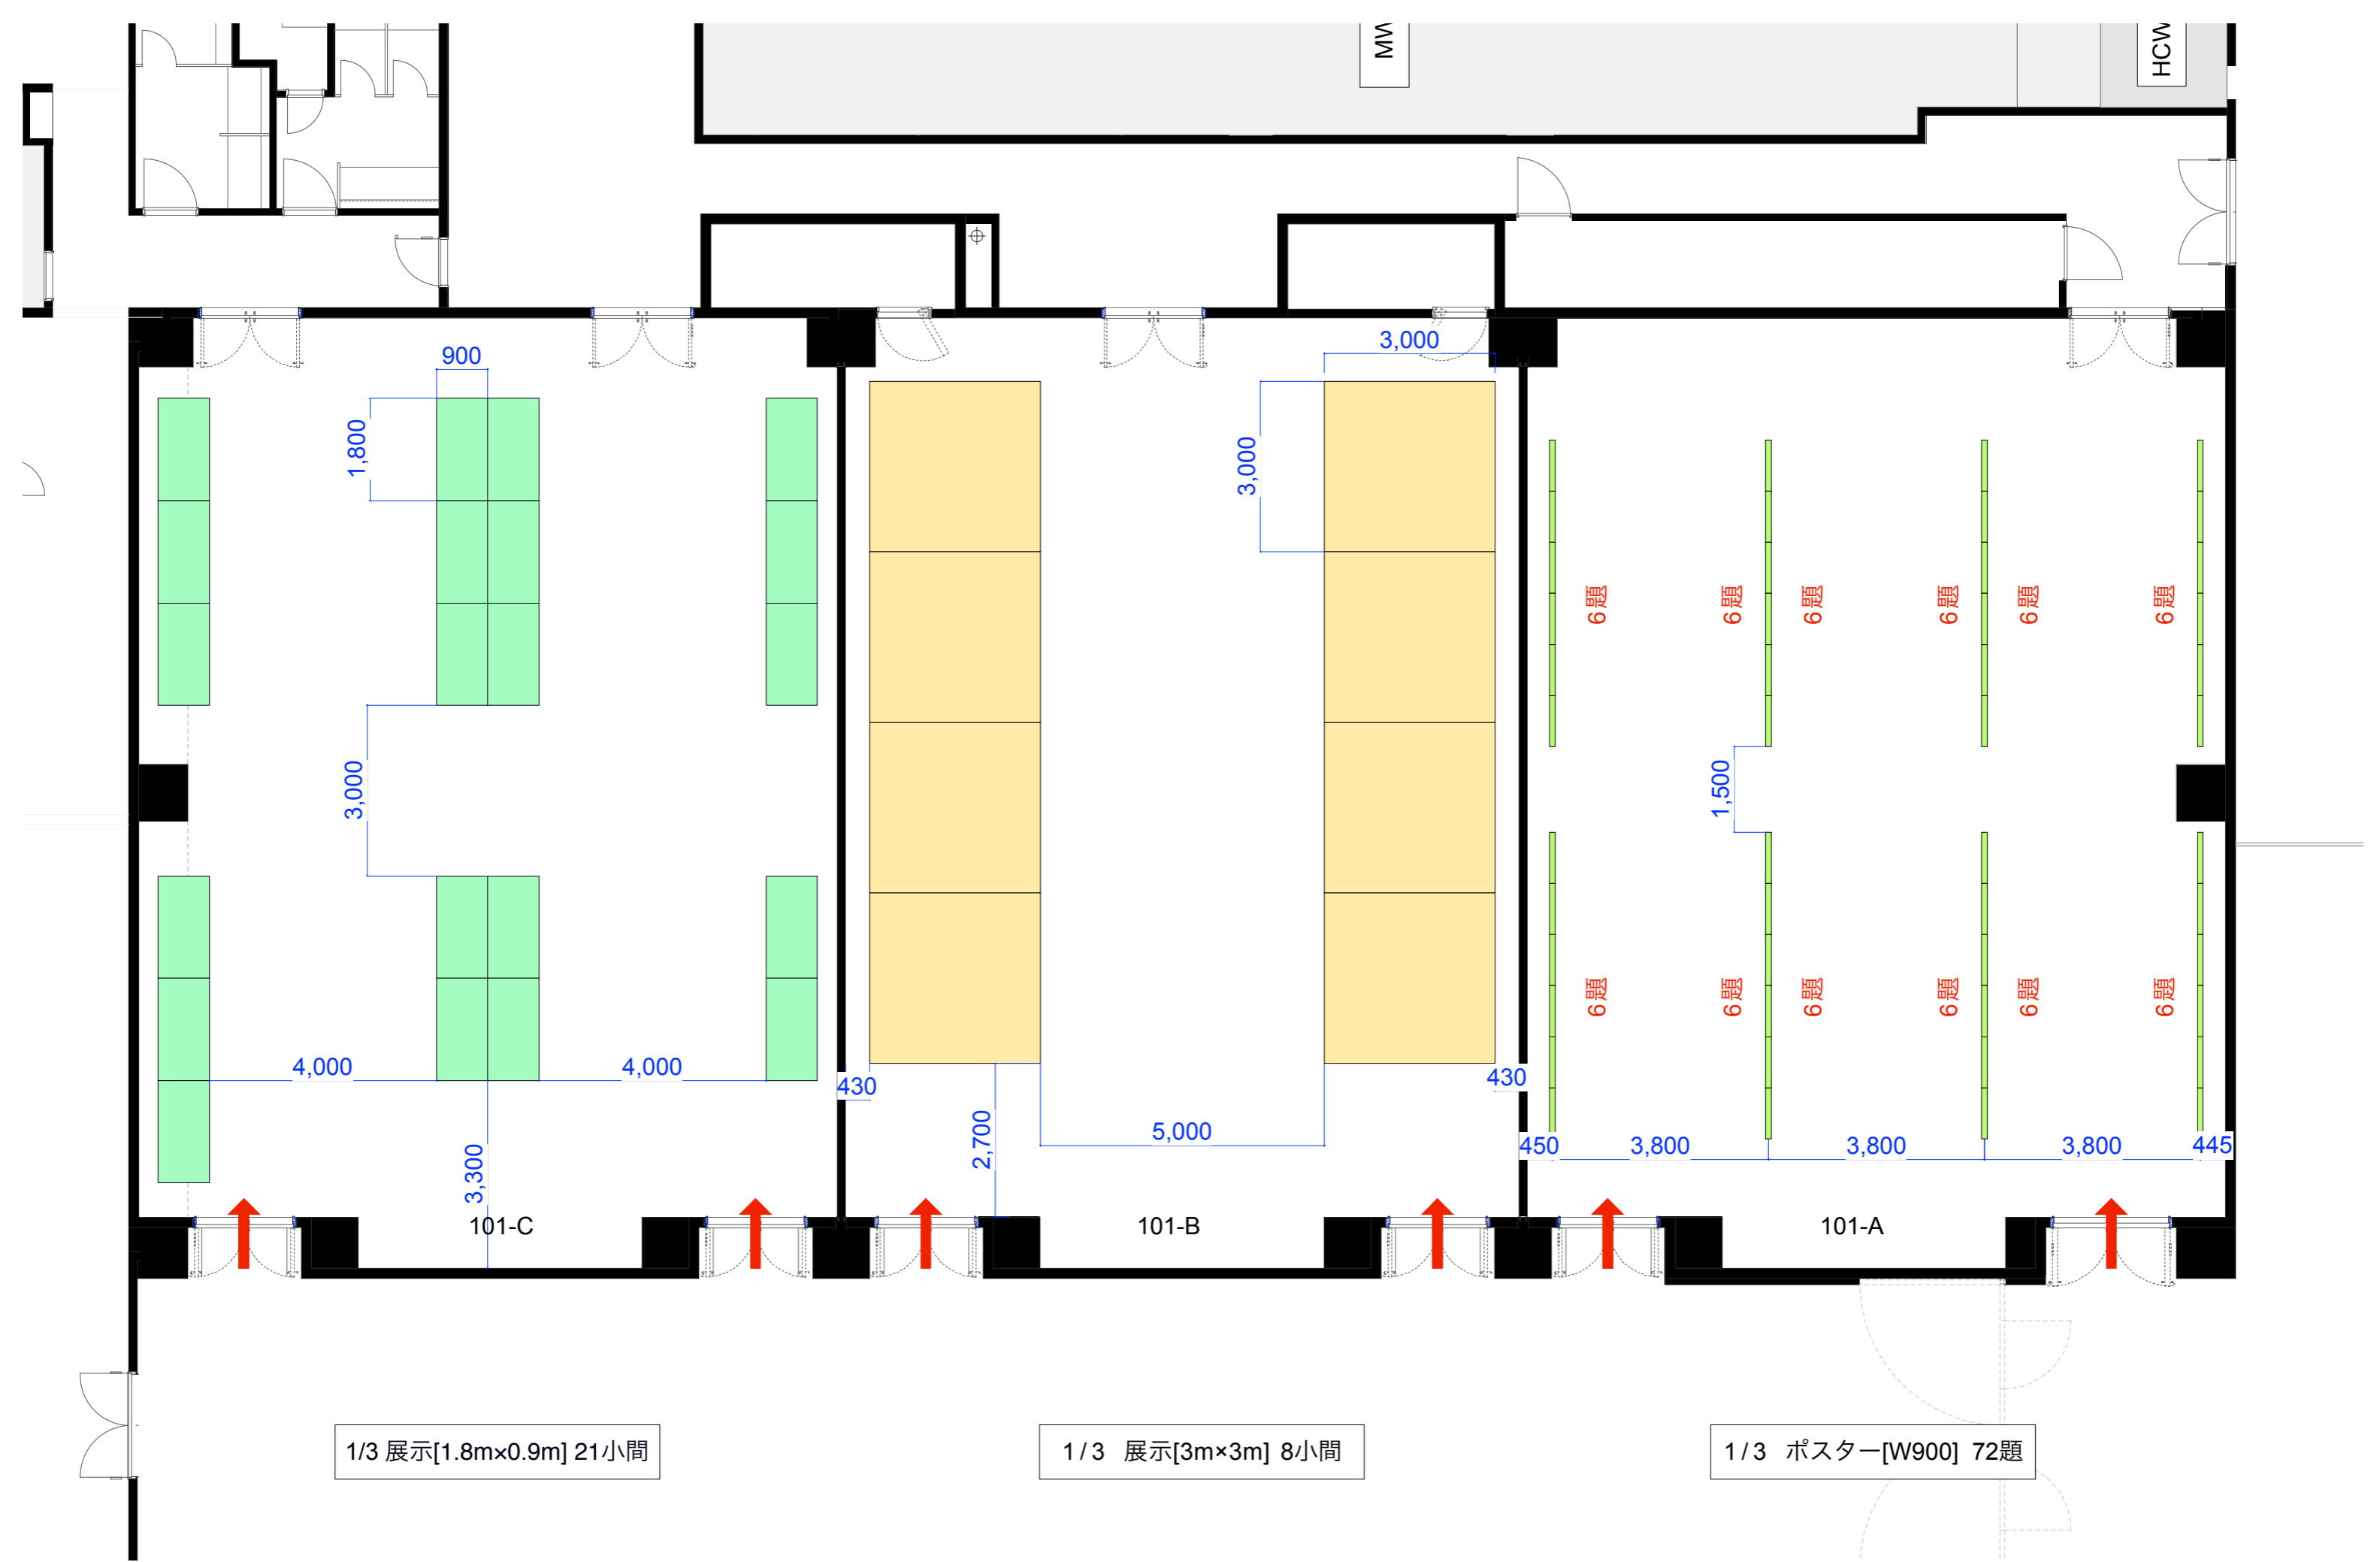 MW
HCW
900
3,000
1,800
3,000
6題
6題
6題
6題
6題
6題
3,000
1,500
6題
6題
6題
6題
6題
6題
4,000
4,000
430
430
2,700
5,000
3,300
450
3,800
3,800
3,800
445
101-C
101-B
101-A
1/3 展示[1.8m×0.9m] 21小間
1/3 展示[3m×3m] 8小間
1/3 ポスター[W900] 72題